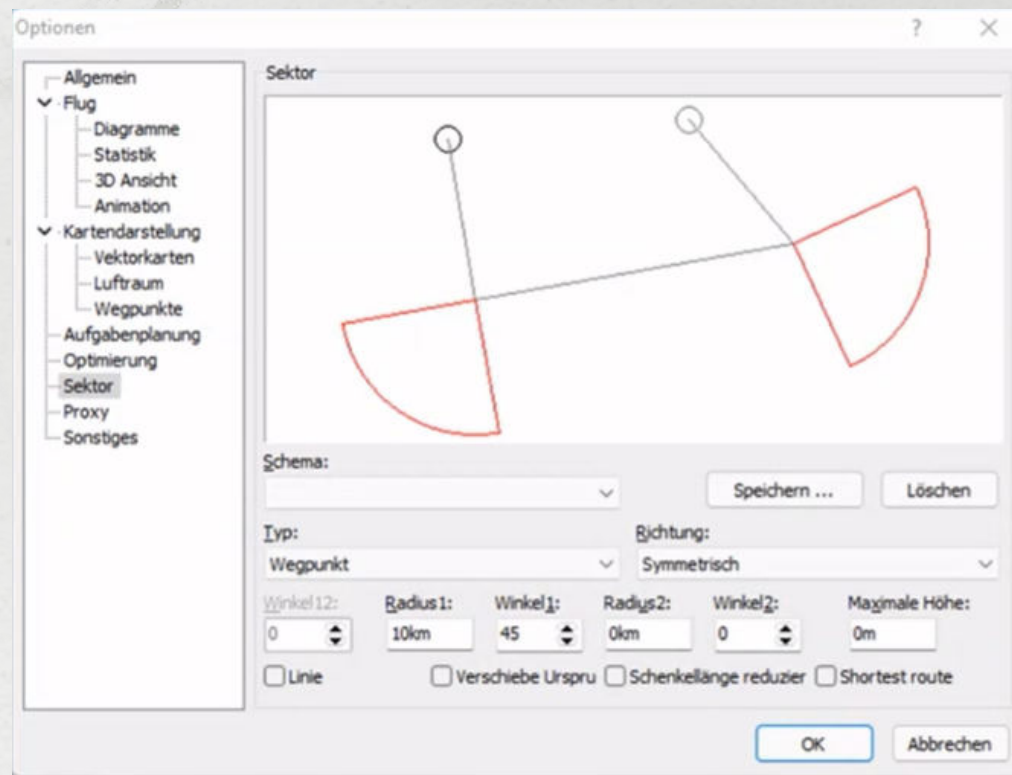 Optionen
Allgemein
Flug
Diagramme
Statistik
3D Ansicht
Animation
Kartendarstellung
Vektorkarten
Luftraum
Wegpunkte
Aufgabenplanung
Optimierung
Sektor
Proxy
Sonstiges
Sektor
Schema:
Speichern ... Löschen
Typ: Richtung:
Wegpunkt Symmetrisch
Winkel12: Radius1: Winkel1: Radius2: Winkel2: Maximale Höhe:
0 10km 45 0km 0 0m
Linie Verschiebe Urspru Schenkellänge reduzier Shortest route
OK Abbrechen